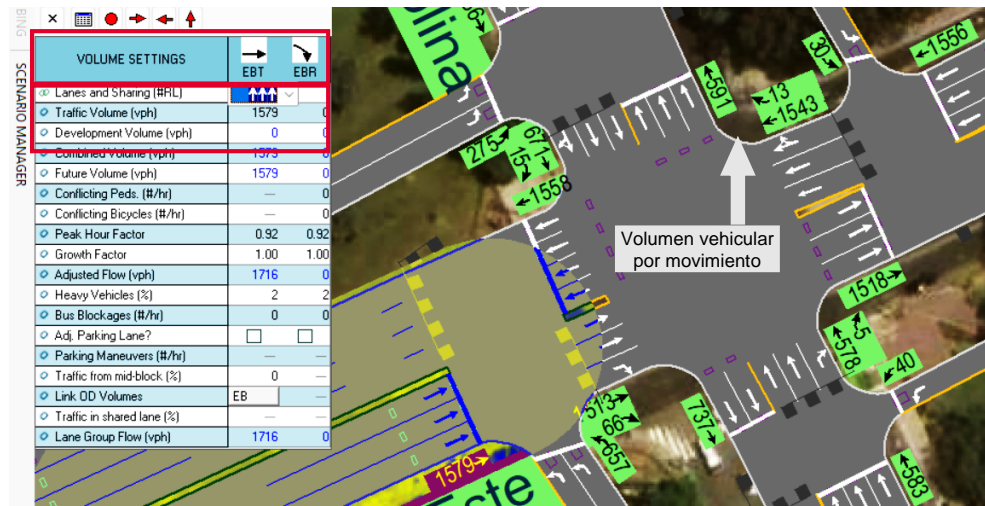 BING
SCENARIO MANAGER
VOLUME SETTINGS
EBT
EBR
Lanes and Sharing (#RL)
Traffic Volume (vph) 1579 0
Development Volume (vph) 0 0
Combined Volume (vph) 1579 0
Future Volume (vph) 1579 0
Conflicting Peds. (#/hr) — 0
Conflicting Bicycles (#/hr) — 0
Peak Hour Factor 0.92 0.92
Growth Factor 1.00 1.00
Adjusted Flow (vph) 1716 0
Heavy Vehicles (%) 2 2
Bus Blockages (#/hr) 0 0
Adj. Parking Lane?
Parking Maneuvers (#/hr) — —
Traffic from mid-block (%) 0 —
Link OD Volumes EB —
Traffic in shared lane (%) — —
Lane Group Flow (vph) 1716 0
olina
30
1556
591
13
1543
275
67
15
1558
Volumen vehicular
por movimiento
1518
5
578
40
513
66
657
737
1579
Este
583